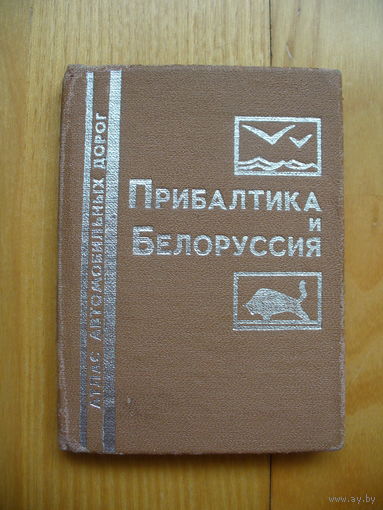 АТЛАС АВТОМОБИЛЬНЫХ ДОРОГ
ПРИБАЛТИКА
И
БЕЛОРУССИЯ
www.ay.by